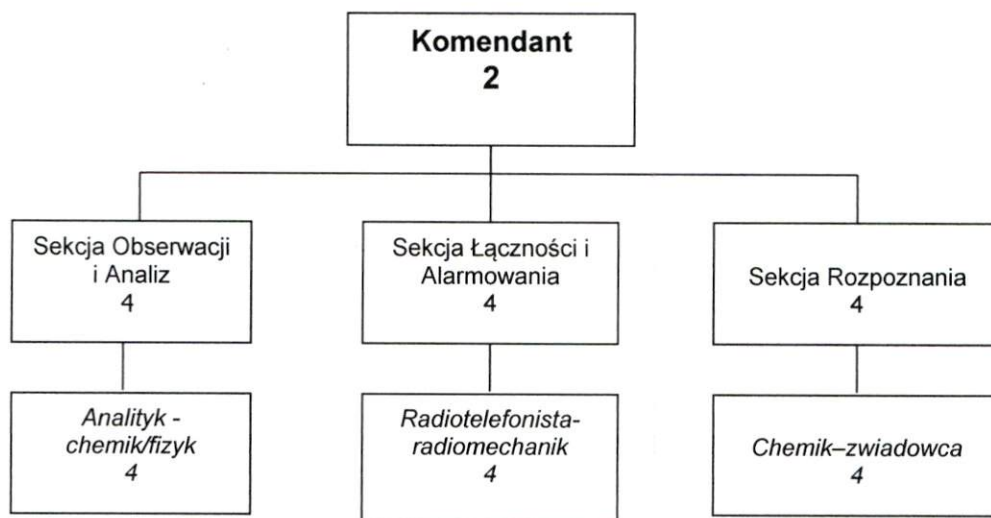 Komendant
2
Sekcja Obserwacji
i Analiz
4
Sekcja Łączności i
Alarmowania
4
Sekcja Rozpoznania
4
Analityk -
chemik/fizyk
4
Radiotelefonista-
radiomechanik
4
Chemik–zwiadowca
4